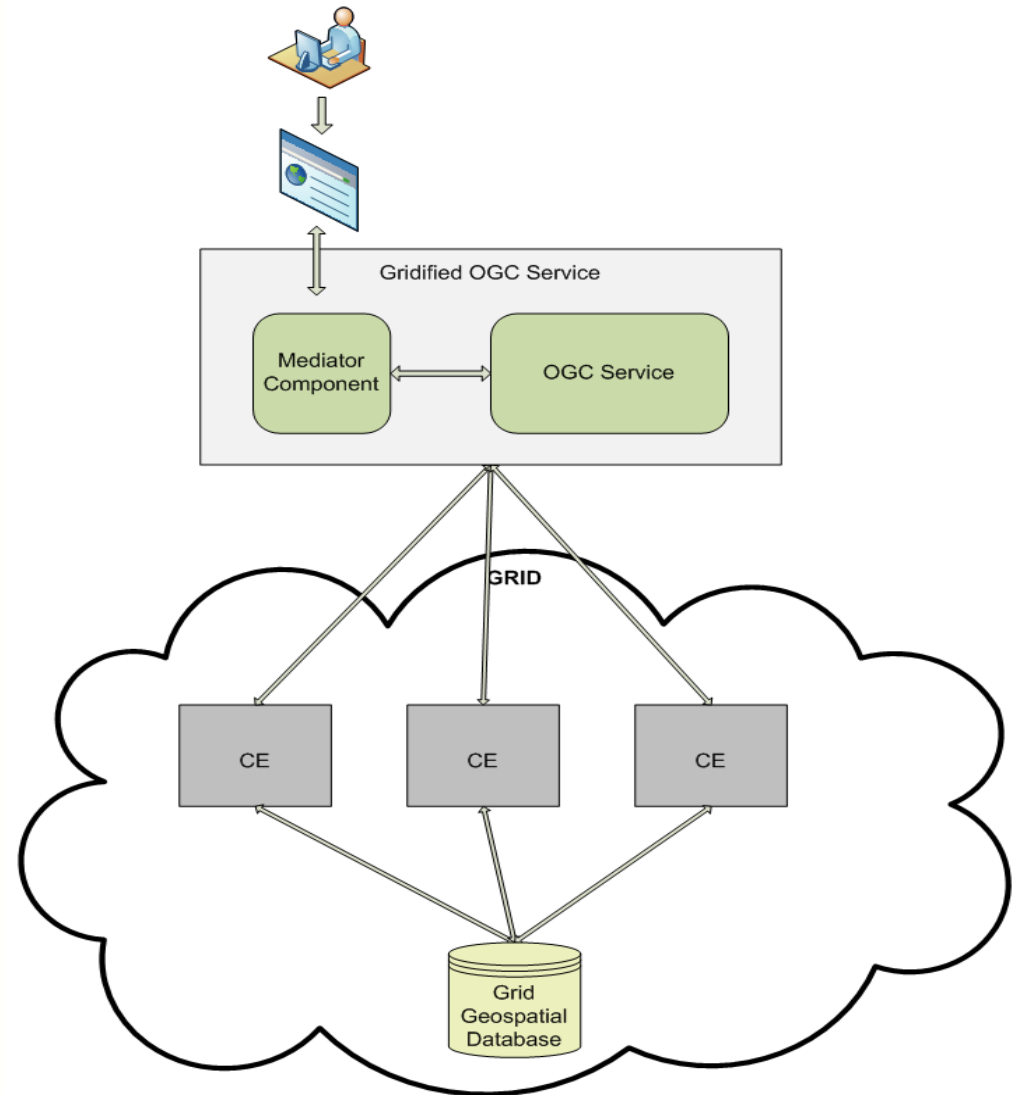 Gridified OGC Service
Mediator
Component
OGC Service
GRID
CE
CE
CE
Grid
Geospatial
Database